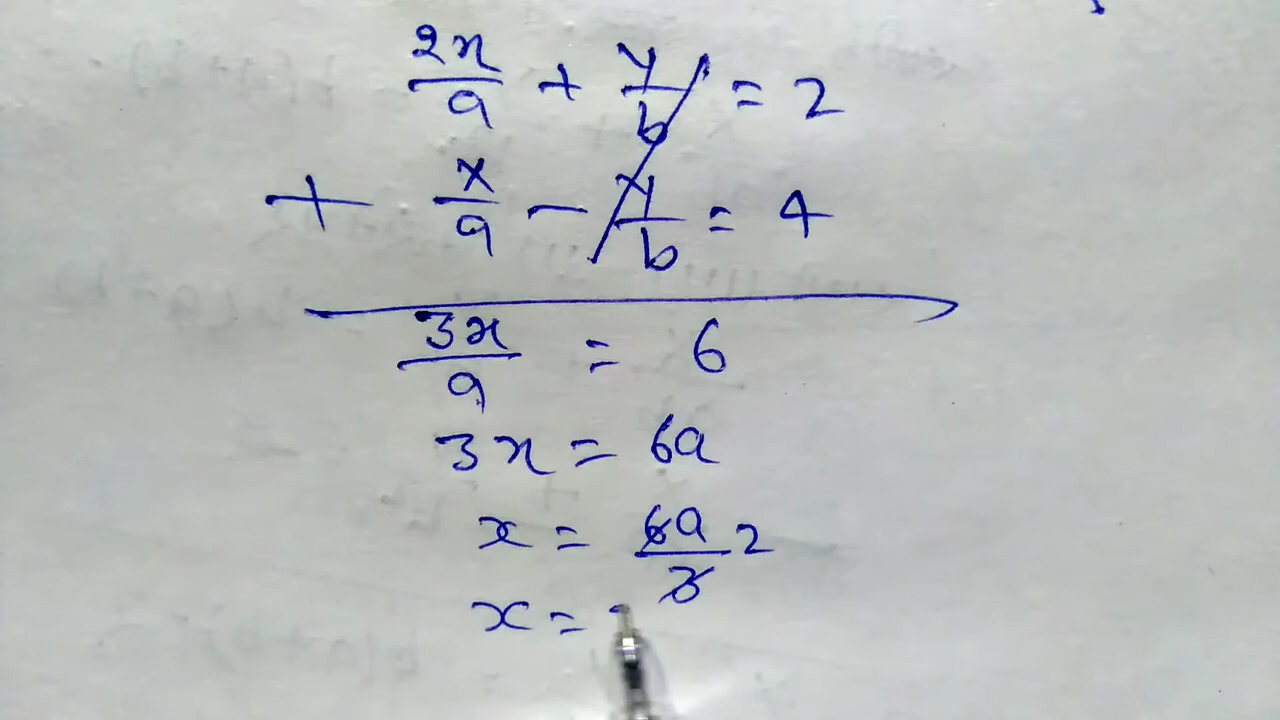 2x/a + y/b = 2
+ x/a - y/b = 4
3x/a = 6
3x = 6a
x = 6a/3 2
x =